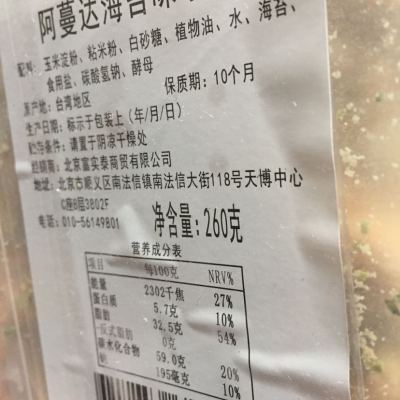 阿蔓达海苔
配料: 玉米淀粉、粘米粉、白砂糖、植物油、水、海苔、
食用盐、碳酸氢钠、酵母
保质期: 10个月
原产地: 台湾地区
生产日期: 标示于包装上 (年/月/日)
贮存条件: 请置于阴凉干燥处
经销商: 北京富实泰商贸有限公司
地址: 北京市顺义区南法信镇南法信大街118号天博中心
C座8层3802F
电话: 010-56149801
净含量: 260克
营养成分表
项目 每100克 NRV%
能量 2302千焦 27%
蛋白质 5.7克 10%
脂肪 32.5克 54%
-反式脂肪 0克
碳水化合物 59.0克 20%
钠 195毫克 10%